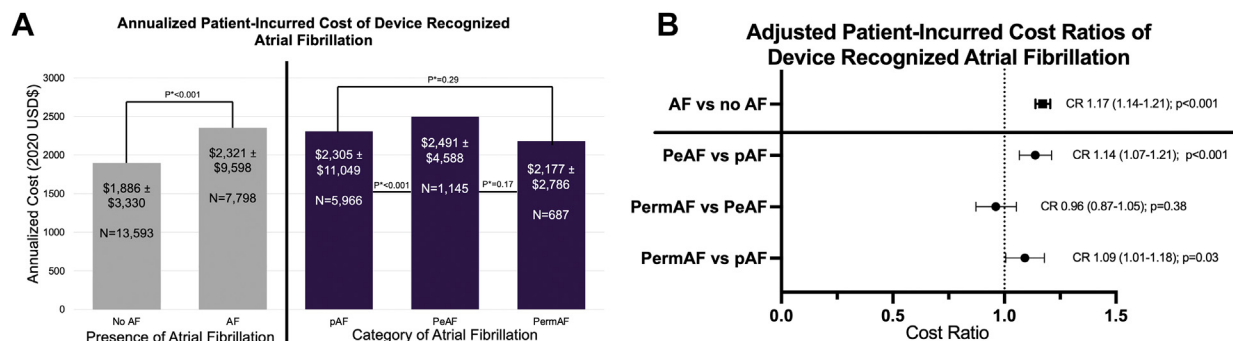 A
Annualized Patient-Incurred Cost of Device Recognized
Atrial Fibrillation
Annualized Cost (2020 USD$)
3000
2500
2000
1500
1000
500
0
P*<0.001
$1,886 ±
$3,330
N=13,593
$2,321 ±
$9,598
N=7,798
No AF
AF
Presence of Atrial Fibrillation
P*=0.29
$2,305 ±
$11,049
N=5,966
P*<0.001
$2,491 ±
$4,588
N=1,145
P*=0.17
$2,177 ±
$2,786
N=687
pAF
PeAF
PermAF
Category of Atrial Fibrillation
B
Adjusted Patient-Incurred Cost Ratios of
Device Recognized Atrial Fibrillation
AF vs no AF
CR 1.17 (1.14-1.21); p<0.001
PeAF vs pAF
CR 1.14 (1.07-1.21); p<0.001
PermAF vs PeAF
CR 0.96 (0.87-1.05); p=0.38
PermAF vs pAF
CR 1.09 (1.01-1.18); p=0.03
0.0
0.5
1.0
1.5
Cost Ratio